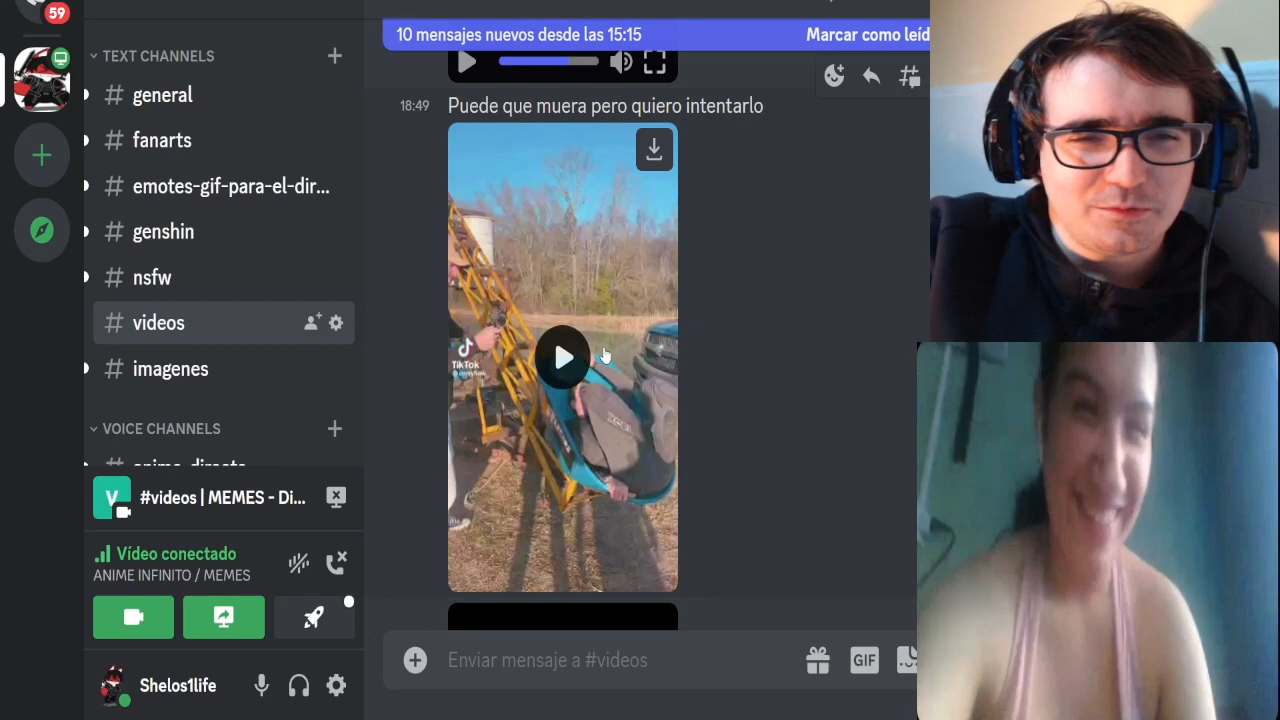 59
TEXT CHANNELS
general
fanarts
emotes-gif-para-el-dir...
genshin
nsfw
videos
imagenes
VOICE CHANNELS
V
#videos | MEMES - Di...
Vídeo conectado
ANIME INFINITO / MEMES
Shelos1life
10 mensajes nuevos desde las 15:15
Marcar como leíd
18:49
Puede que muera pero quiero intentarlo
TikTok
Enviar mensaje a #videos
GIF